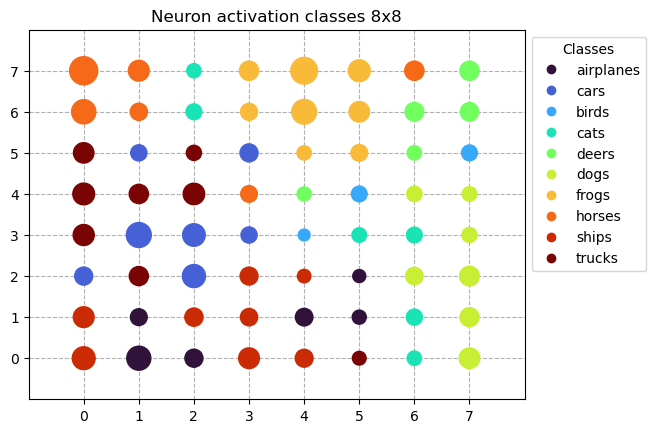 Neuron activation classes 8x8
7
6
5
4
3
2
1
0
0 1 2 3 4 5 6 7
Classes
airplanes
cars
birds
cats
deers
dogs
frogs
horses
ships
trucks